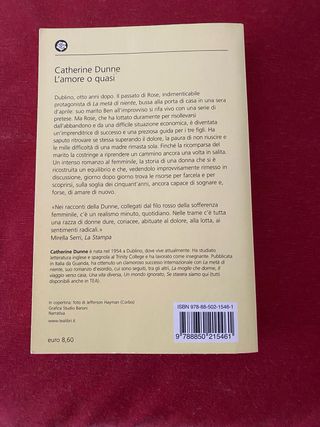 Catherine Dunne
L'amore o quasi
Dublino, otto anni dopo. Il passato di Rose, indimenticabile
protagonista di La metà di niente, bussa alla porta di casa in una sera
d'aprile: suo marito Ben all'improvviso si rifà vivo con una serie di
pretese. Ma Rose, che ha lottato duramente per risollevarsi
dall'abbandono e da una difficile situazione economica, è diventata
un'imprenditrice di successo e una preziosa guida per i tre figli. Ha
saputo ritrovare se stessa superando il dolore, la paura di non riuscire e
le mille difficoltà di una madre rimasta sola. Finché la ricomparsa del
marito la costringe a riprendere un cammino ancora una volta in salita.
Un intenso romanzo al femminile, la storia di una donna che si è
ricostruita un equilibrio e che, vedendolo improvvisamente rimesso in
discussione, giorno dopo giorno trova le risorse per farcela e per
scoprirsi, sulla soglia dei cinquant'anni, ancora capace di sognare e,
forse, di amare di nuovo.
«Nei racconti della Dunne, collegati dal filo rosso della sofferenza
femminile, c'è un realismo minuto, quotidiano. Nelle trame c'è tutta
una razza di donne dure, coriacee, abituate al dolore, alla lotta, ai
sentimenti radicali.»
Mirella Serri, La Stampa
Catherine Dunne è nata nel 1954 a Dublino, dove vive attualmente. Ha studiato
letteratura inglese e spagnola al Trinity College e ha lavorato come insegnante. Pubblicata
in Italia da Guanda, ha ottenuto un clamoroso successo internazionale con La metà di
niente, suo romanzo d'esordio, cui sono seguiti, tra gli altri, La moglie che dorme, Il
viaggio verso casa, Una vita diversa, Un mondo ignorato, Se stasera siamo qui (tutti
disponibili anche in TEA).
In copertina: foto di Jefferson Hayman (Corbis)
Grafica Studio Baroni
Narrativa
www.tealibri.it
euro 8,60
ISBN 978-88-502-1546-1
9 788850 215461